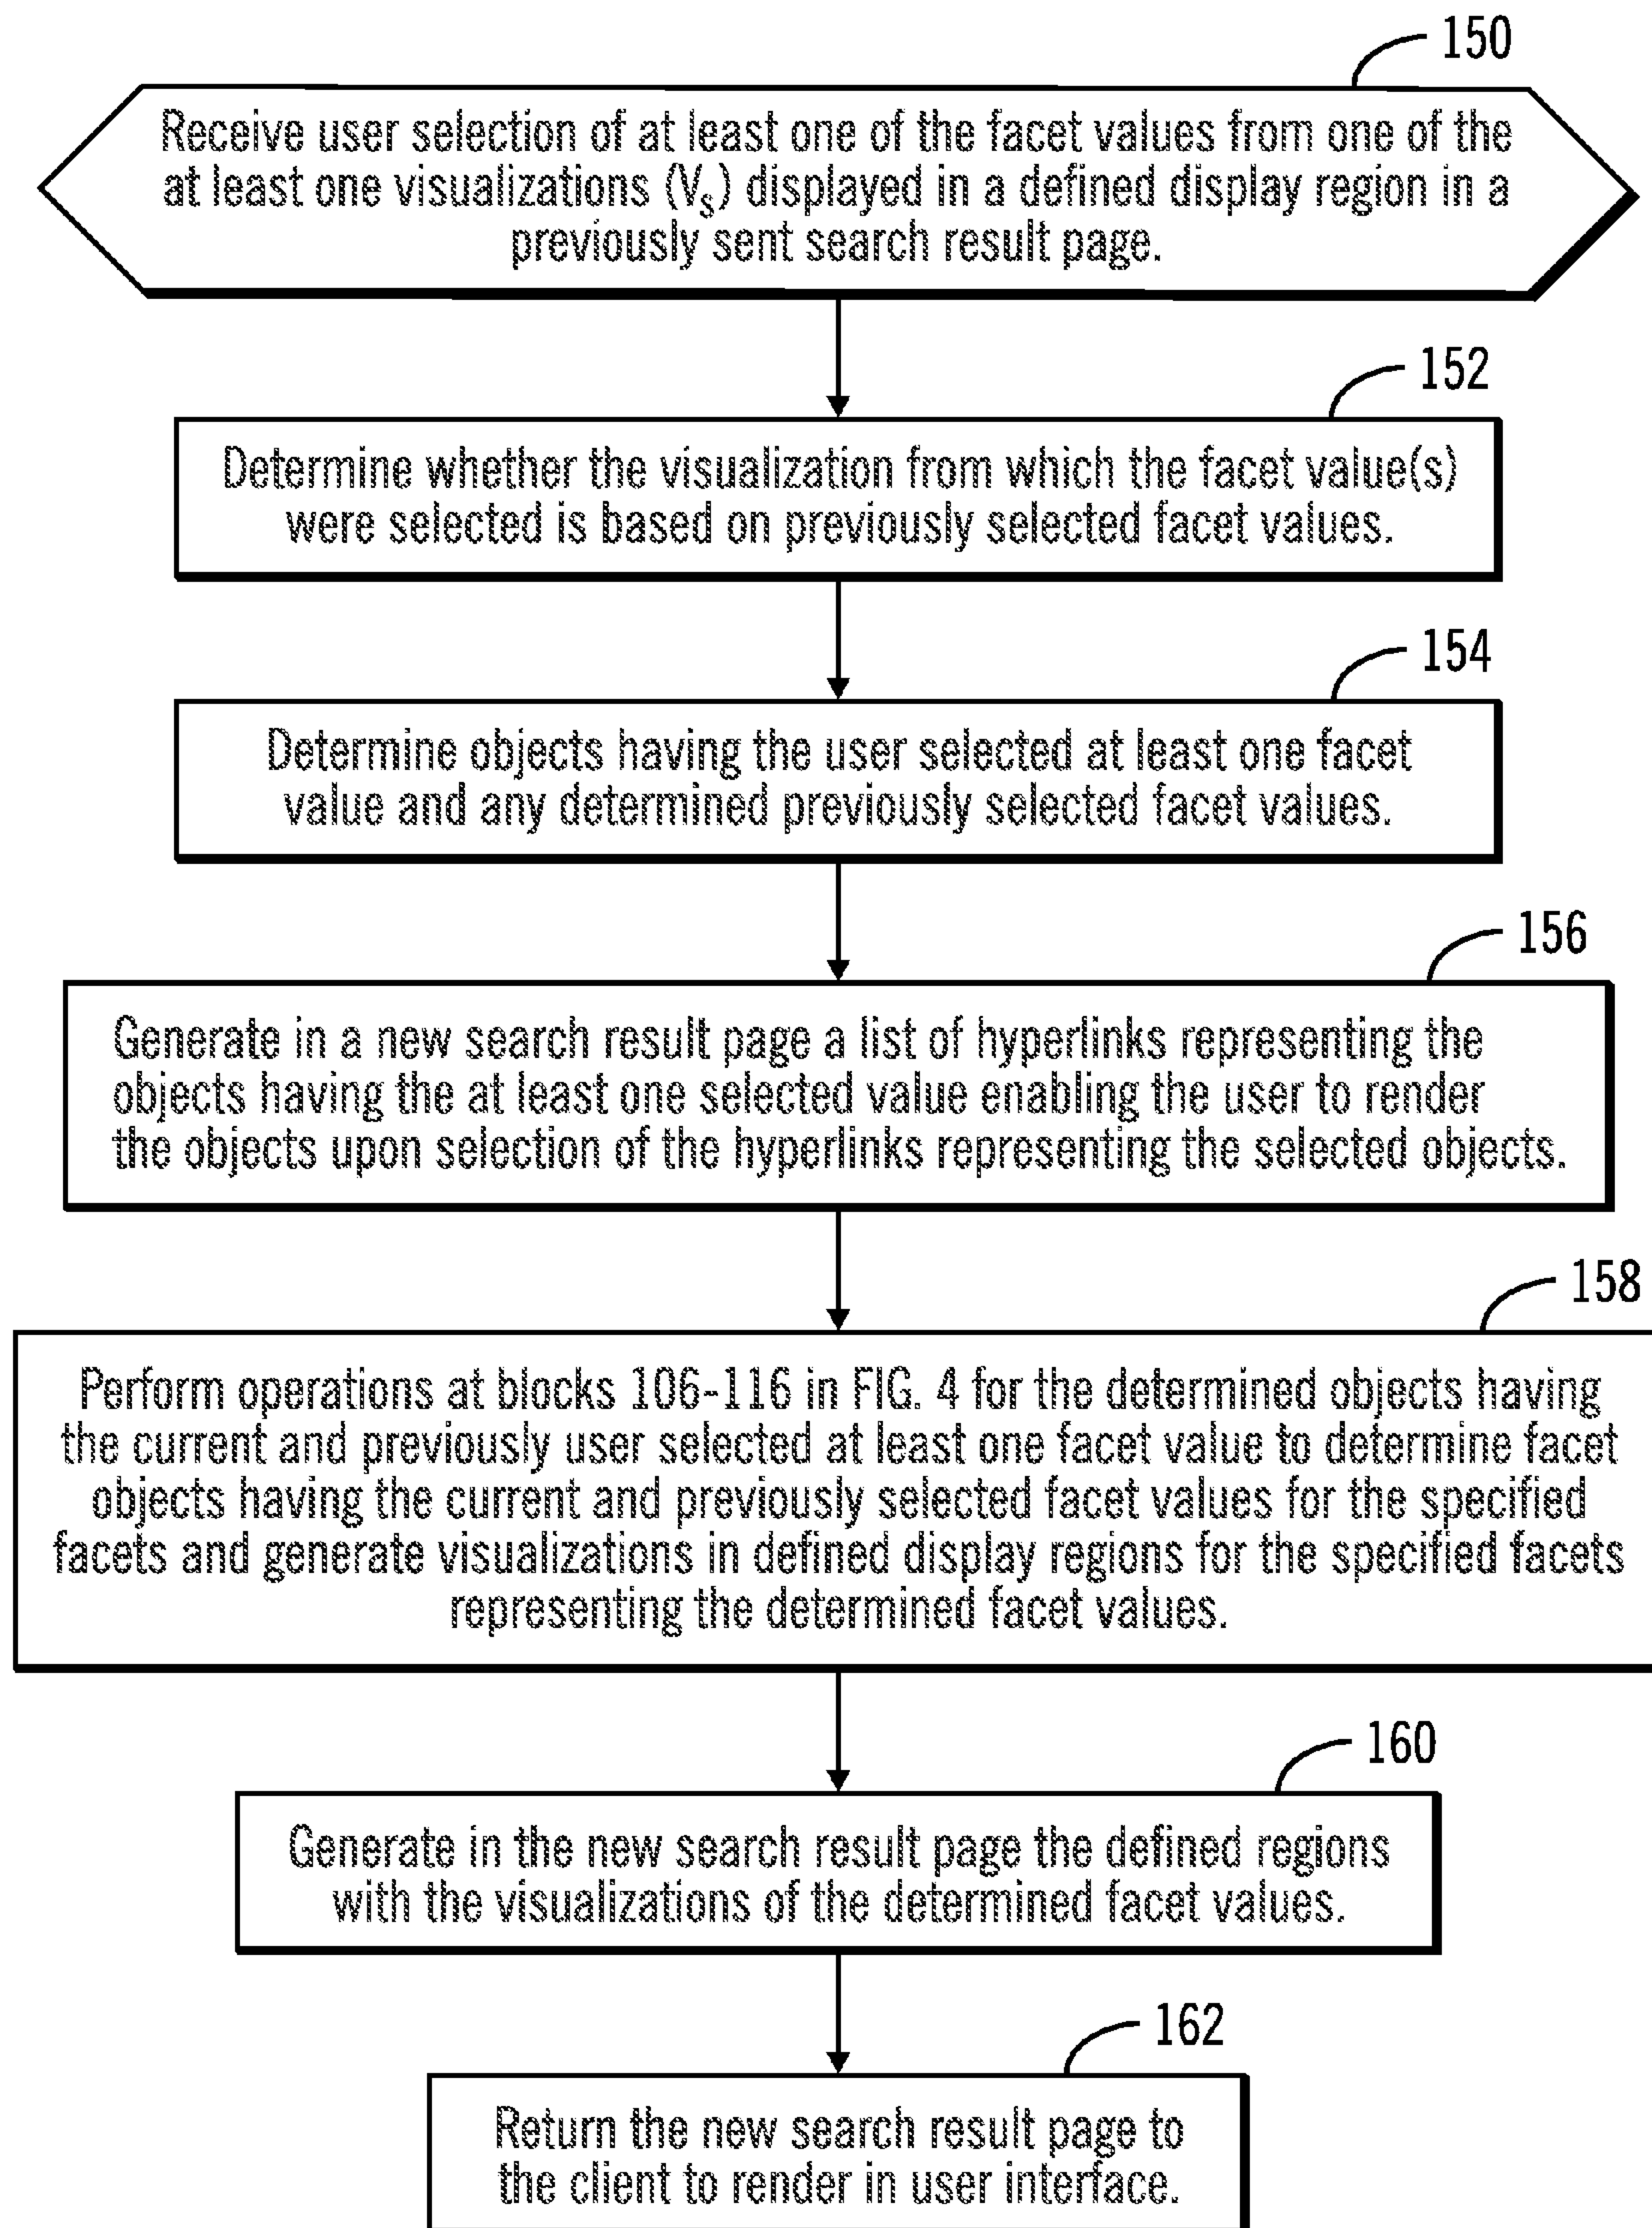 150
Receive user selection of at least one of the facet values from one of the
at least one visualizations (Vs) displayed in a defined display region in a
previously sent search result page.
152
Determine whether the visualization from which the facet value(s)
were selected is based on previously selected facet values.
154
Determine objects having the user selected at least one facet
value and any determined previously selected facet values.
156
Generate in a new search result page a list of hyperlinks representing the
objects having the at least one selected value enabling the user to render
the objects upon selection of the hyperlinks representing the selected objects.
158
Perform operations at blocks 106-116 in FIG. 4 for the determined objects having
the current and previously user selected at least one facet value to determine facet
objects having the current and previously selected facet values for the specified
facets and generate visualizations in defined display regions for the specified facets
representing the determined facet values.
160
Generate in the new search result page the defined regions
with the visualizations of the determined facet values.
162
Return the new search result page to
the client to render in user interface.